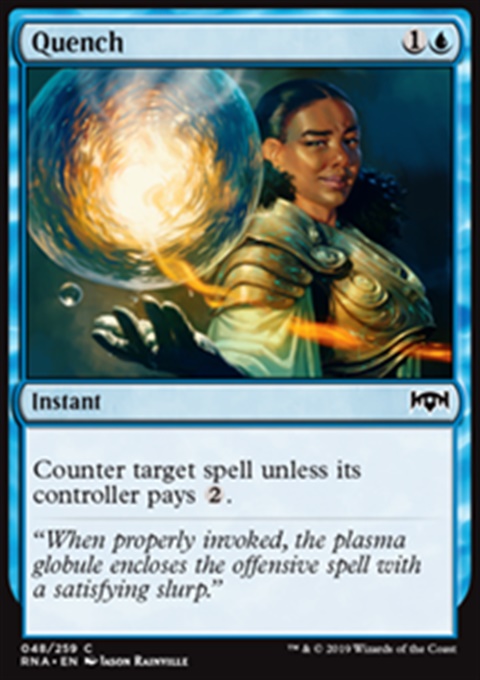 Quench 1
Instant
Counter target spell unless its
controller pays 2.
“When properly invoked, the plasma
globule encloses the offensive spell with
a satisfying slurp.”
048/259 C ™ & © 2019 Wizards of the Coast
RNA • EN Jason Rainville